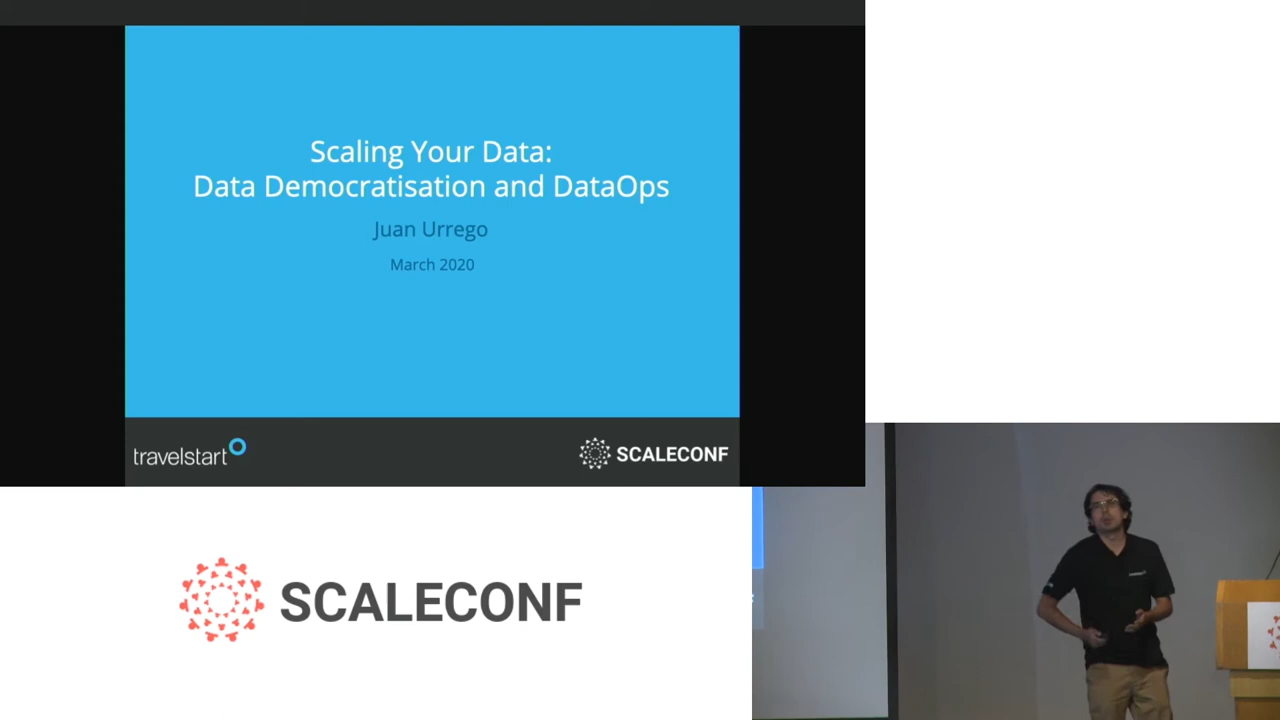 Scaling Your Data:
Data Democratisation and DataOps
Juan Urrego
March 2020
travelstart
SCALECONF
SCALECONF